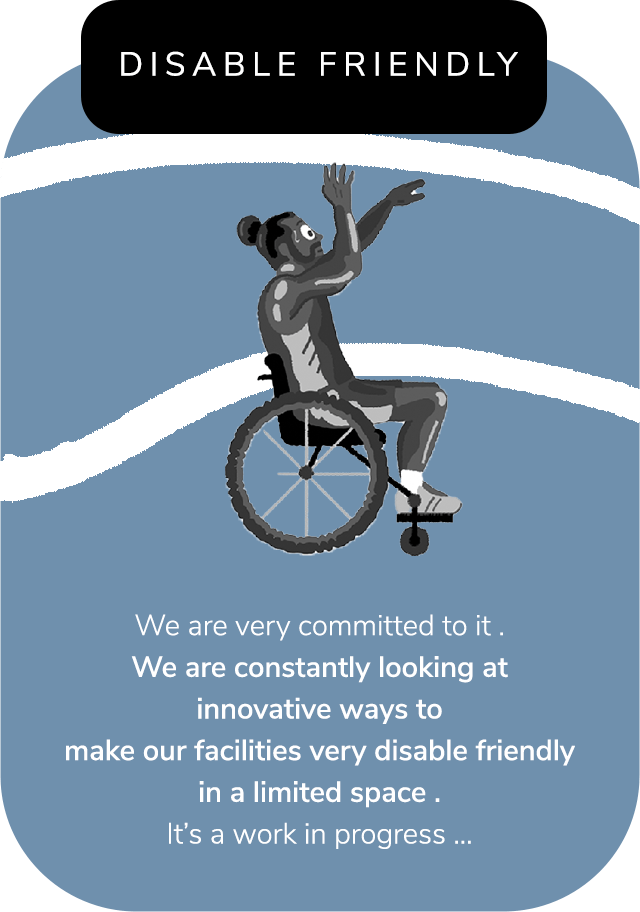 DISABLE FRIENDLY
We are very committed to it .
We are constantly looking at
innovative ways to
make our facilities very disable friendly
in a limited space .
It’s a work in progress ...